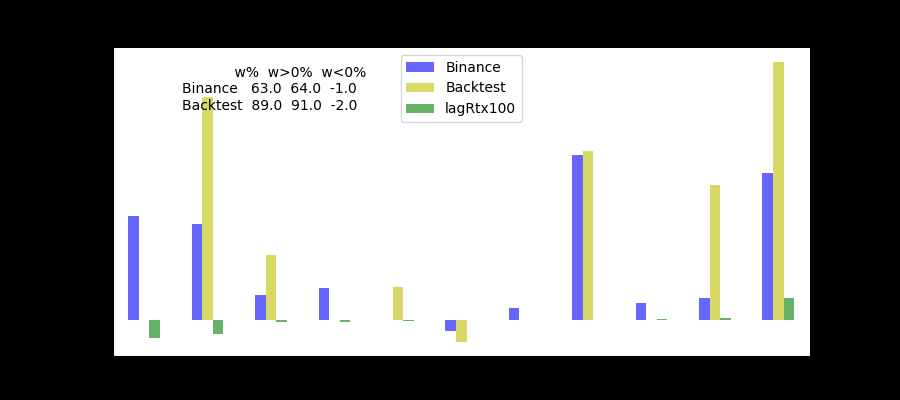 w% w>0% w<0%
Binance 63.0 64.0 -1.0
Backtest 89.0 91.0 -2.0
Binance
Backtest
lagRtx100